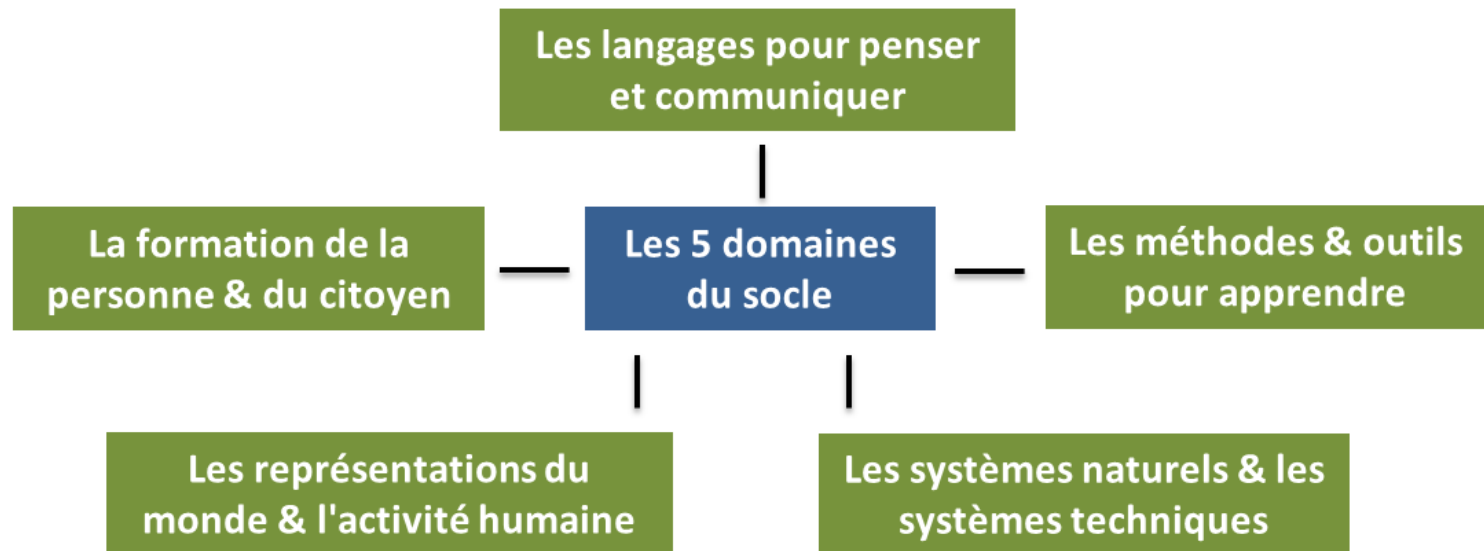 Les langages pour penser
et communiquer
La formation de la
personne & du citoyen
Les 5 domaines
du socle
Les méthodes & outils
pour apprendre
Les représentations du
monde & l'activité humaine
Les systèmes naturels & les
systèmes techniques